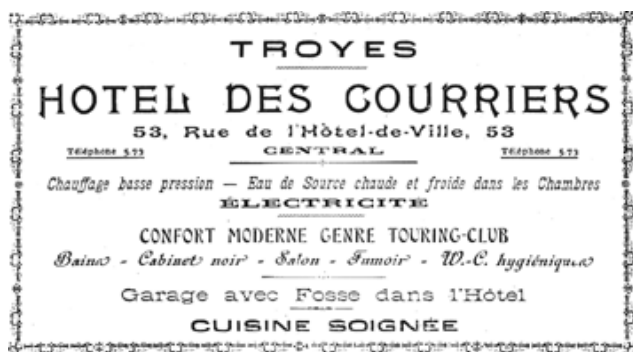 TROYES
HOTEL DES COURRIERS
53, Rue de l'Hôtel-de-Ville, 53
Téléphone 5.73 CENTRAL Téléphone 5.73
Chauffage basse pression — Eau de Source chaude et froide dans les Chambres
ÉLECTRICITÉ
CONFORT MODERNE GENRE TOURING-CLUB
Bains - Cabinet noir - Salon - Fumoir - W.-C. hygiéniques
Garage avec Fosse dans l'Hôtel
CUISINE SOIGNÉE